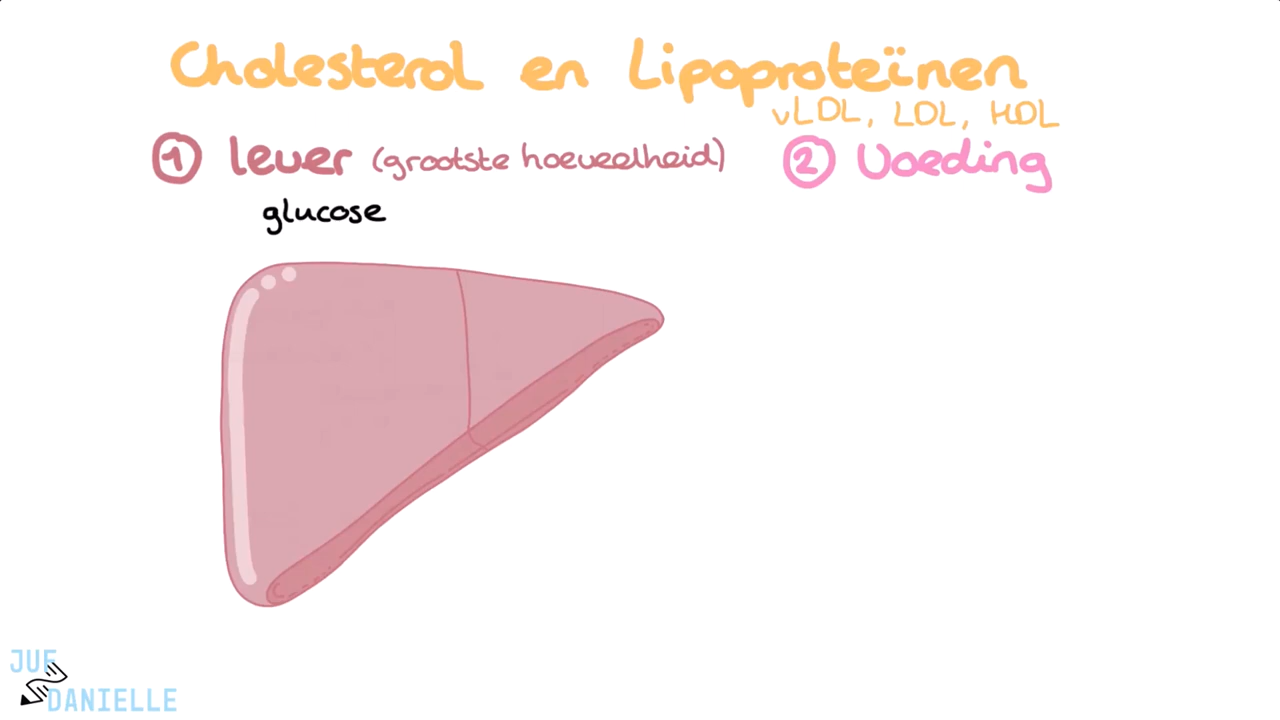 Cholesterol en Lipoproteïnen
vLDL, LDL, HDL
1 lever (grootste hoeveelheid)
2 Voeding
glucose
JUF
DANIELLE